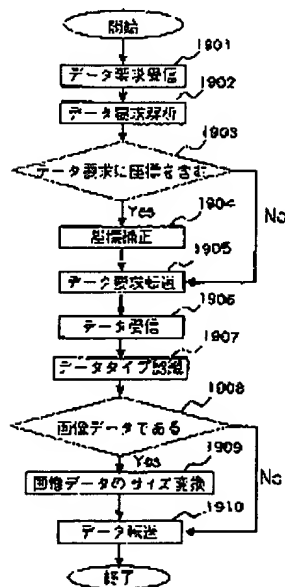 開始
1901
データ要求受信
1902
データ要求解析
1903
データ要求に座標を含む
Yes
No
1904
座標補正
1905
データ要求転送
1906
データ受信
1907
データタイプ認識
1908
画像データである
Yes
No
1909
画像データのサイズ変換
1910
データ転送
終了